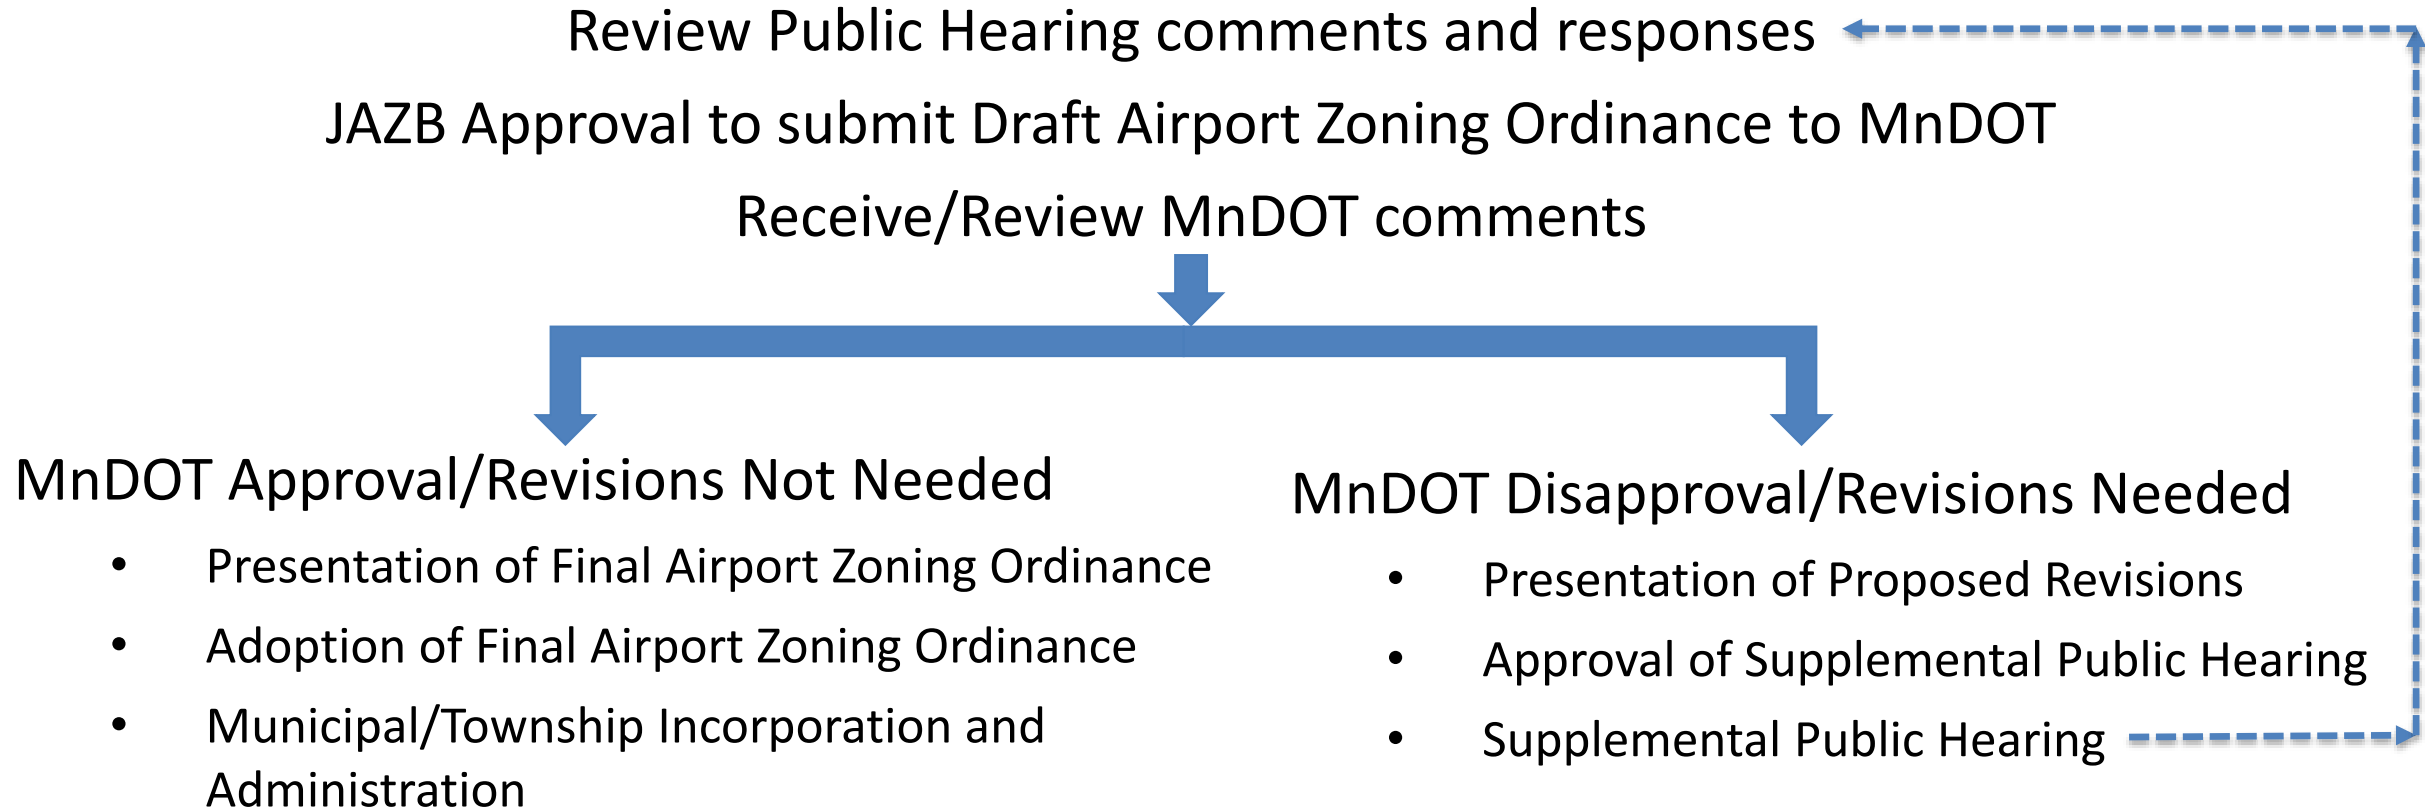 Review Public Hearing comments and responses
JAZB Approval to submit Draft Airport Zoning Ordinance to MnDOT
Receive/Review MnDOT comments
MnDOT Approval/Revisions Not Needed
• Presentation of Final Airport Zoning Ordinance
• Adoption of Final Airport Zoning Ordinance
• Municipal/Township Incorporation and
Administration
MnDOT Disapproval/Revisions Needed
• Presentation of Proposed Revisions
• Approval of Supplemental Public Hearing
• Supplemental Public Hearing